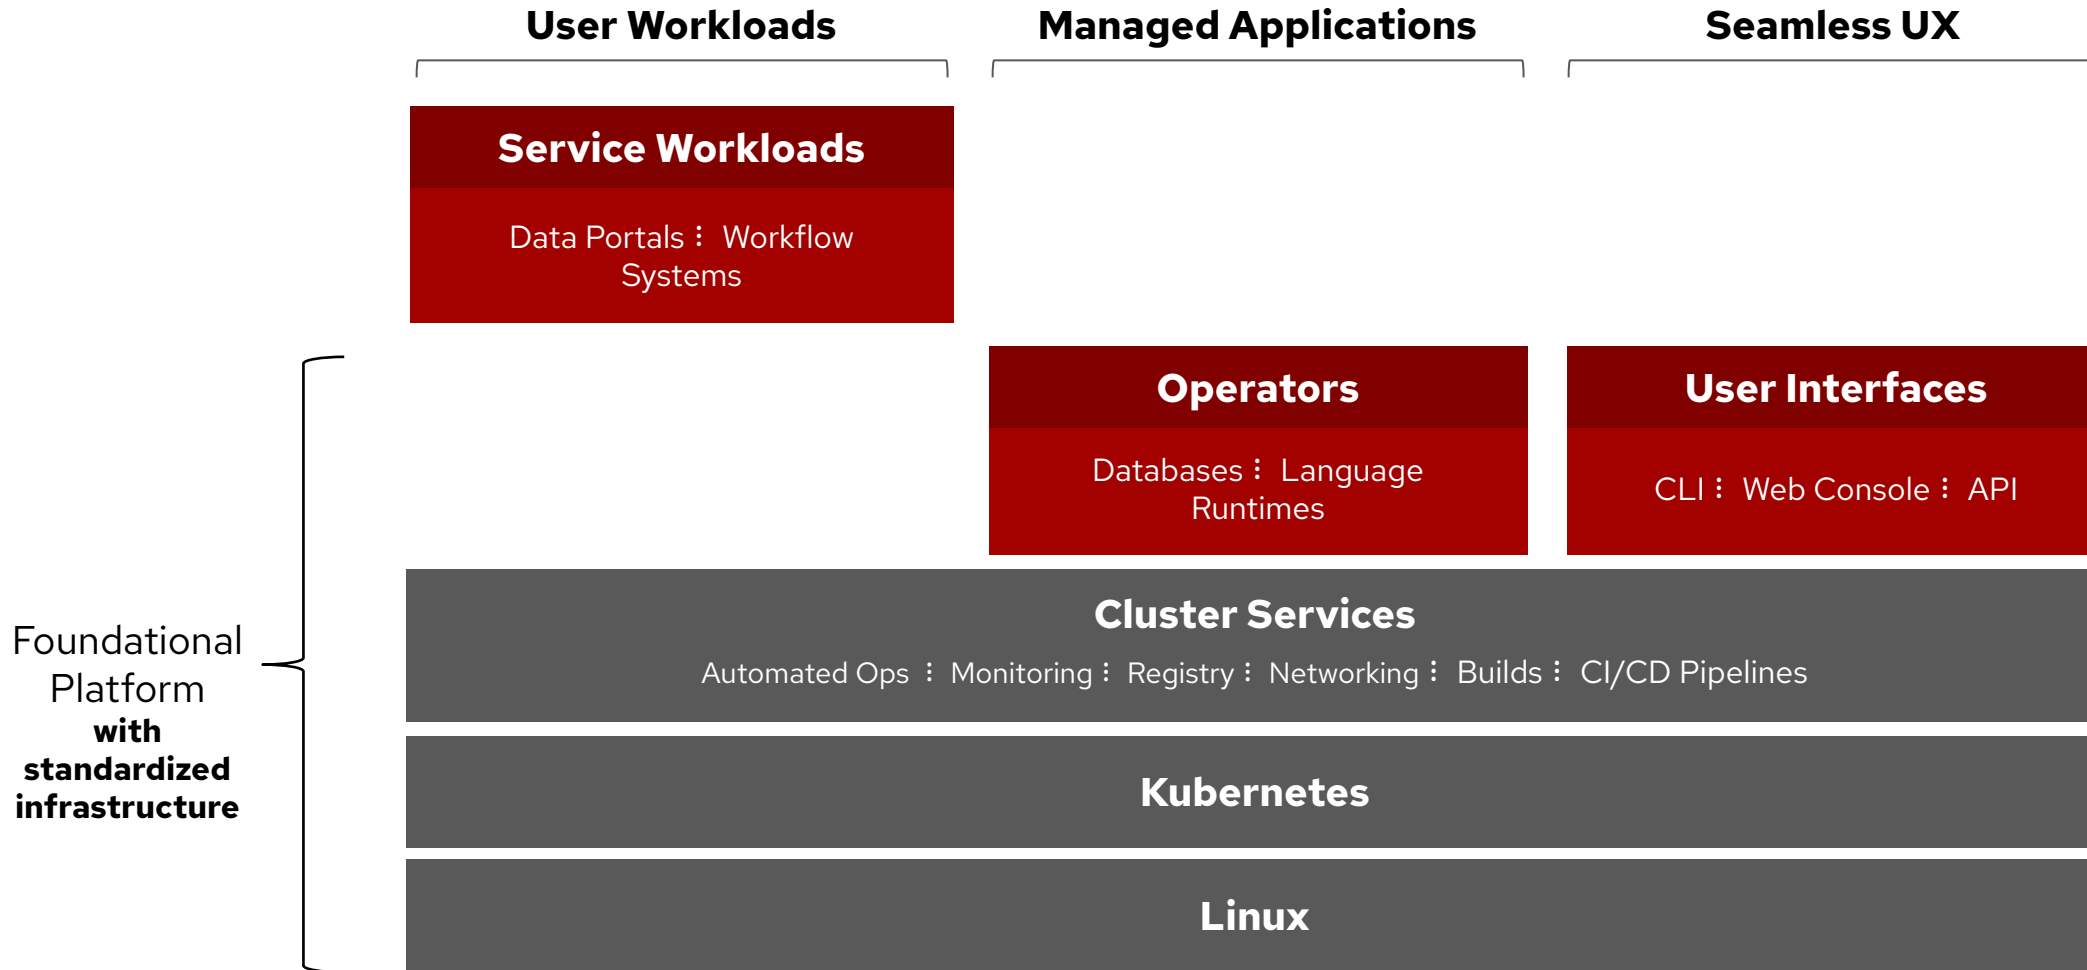 User Workloads
Managed Applications
Seamless UX
Service Workloads
Data Portals ⋮ Workflow
Systems
Operators
Databases ⋮ Language
Runtimes
User Interfaces
CLI ⋮ Web Console ⋮ API
Foundational
Platform
with
standardized
infrastructure
Cluster Services
Automated Ops ⋮ Monitoring ⋮ Registry ⋮ Networking ⋮ Builds ⋮ CI/CD Pipelines
Kubernetes
Linux